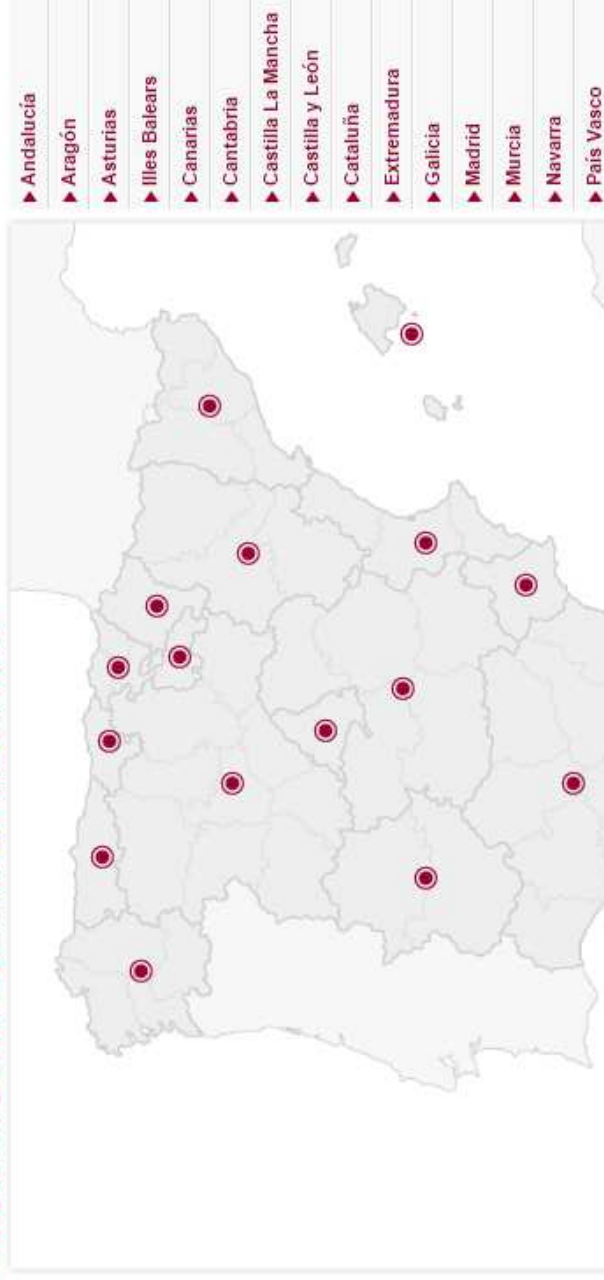 ▶ Andalucía
▶ Aragón
▶ Asturias
▶ Illes Balears
▶ Canarias
▶ Cantabria
▶ Castilla La Mancha
▶ Castilla y León
▶ Cataluña
▶ Extremadura
▶ Galicia
▶ Madrid
▶ Murcia
▶ Navarra
▶ País Vasco